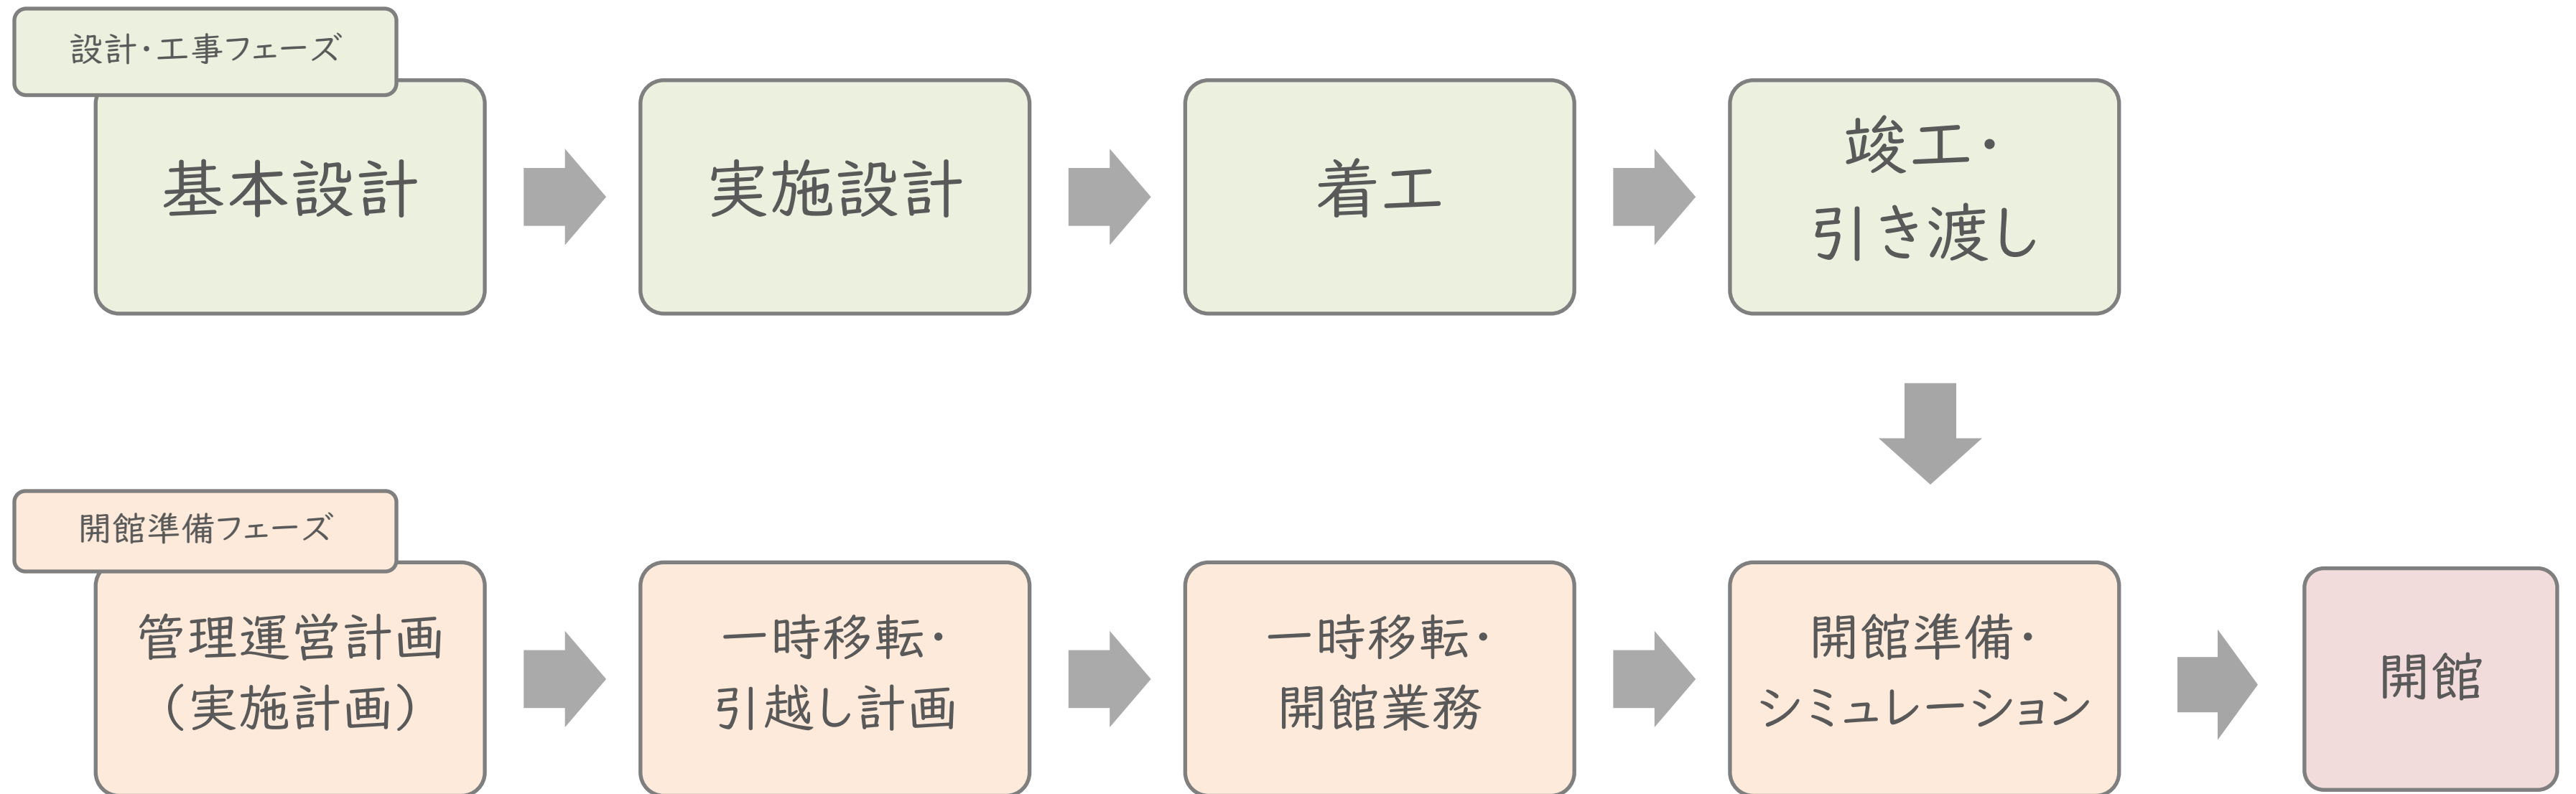 設計・工事フェーズ
基本設計
実施設計
着工
竣工・
引き渡し
開館準備フェーズ
管理運営計画
（実施計画）
一時移転・
引越し計画
一時移転・
開館業務
開館準備・
シミュレーション
開館